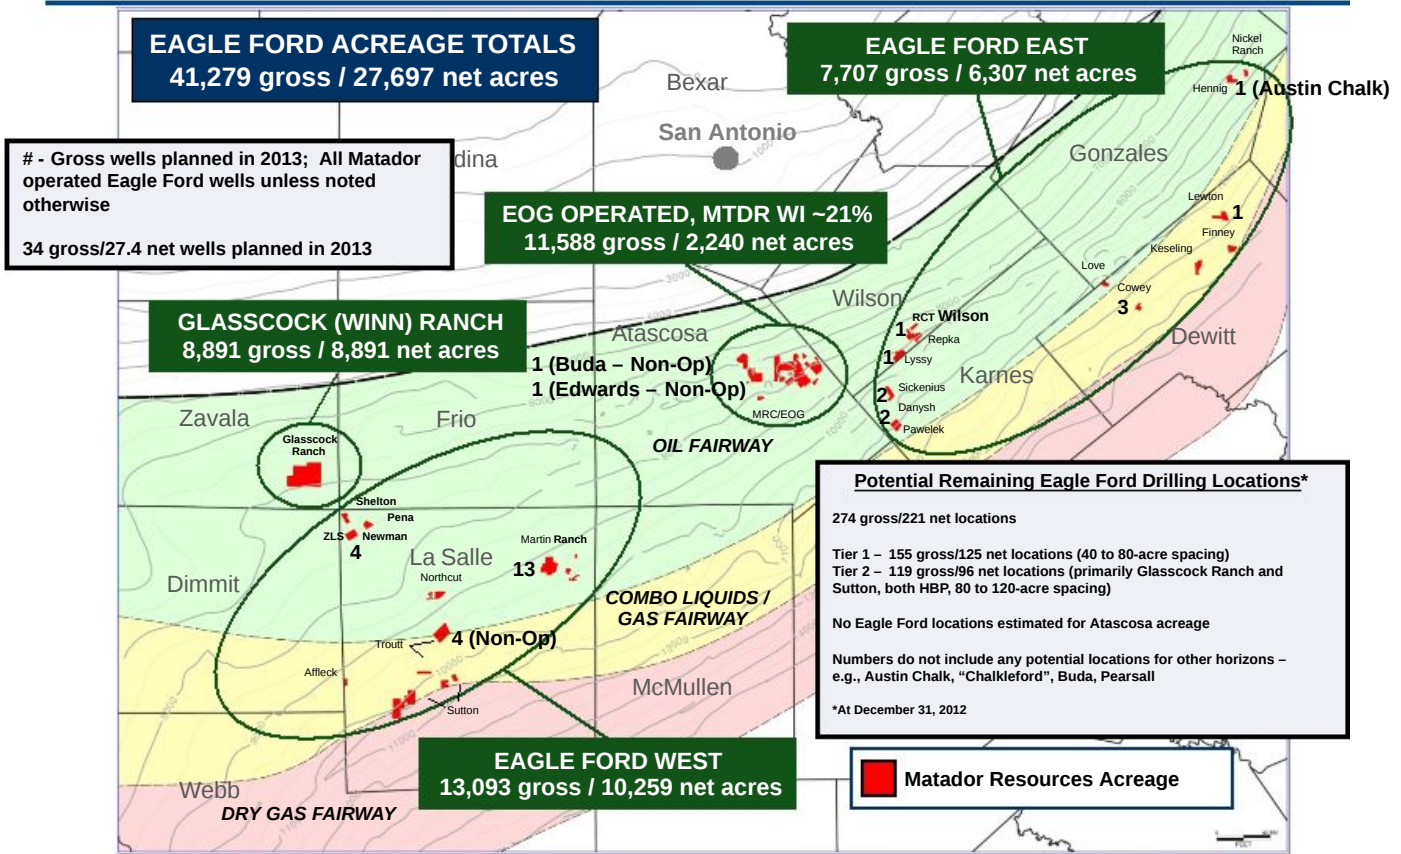 EAGLE FORD ACREAGE TOTALS
41,279 gross / 27,697 net acres
EAGLE FORD EAST
7,707 gross / 6,307 net acres
Nickel
Ranch
Hennig
1 (Austin Chalk)
Bexar
San Antonio
Gonzales
# - Gross wells planned in 2013; All Matador
operated Eagle Ford wells unless noted
otherwise
34 gross/27.4 net wells planned in 2013
dina
EOG OPERATED, MTDR WI ~21%
11,588 gross / 2,240 net acres
Lewton
1
Finney
Keseling
Love
Cowey
3
Dewitt
Wilson
RCT Wilson
1
Repka
1
Lyssy
Karnes
Sickenius
2
Danysh
2
Pawelek
GLASSCOCK (WINN) RANCH
8,891 gross / 8,891 net acres
Atascosa
1 (Buda – Non-Op)
1 (Edwards – Non-Op)
MRC/EOG
OIL FAIRWAY
Zavala
Frio
Glasscock
Ranch
Shelton
Pena
ZLS
Newman
4
La Salle
Martin Ranch
13
Northcut
Dimmit
COMBO LIQUIDS /
GAS FAIRWAY
Troutt
4 (Non-Op)
Affleck
Sutton
McMullen
Webb
DRY GAS FAIRWAY
EAGLE FORD WEST
13,093 gross / 10,259 net acres
Potential Remaining Eagle Ford Drilling Locations*
274 gross/221 net locations
Tier 1 – 155 gross/125 net locations (40 to 80-acre spacing)
Tier 2 – 119 gross/96 net locations (primarily Glasscock Ranch and
Sutton, both HBP, 80 to 120-acre spacing)
No Eagle Ford locations estimated for Atascosa acreage
Numbers do not include any potential locations for other horizons –
e.g., Austin Chalk, “Chalkleford”, Buda, Pearsall
*At December 31, 2012
Matador Resources Acreage
FEET